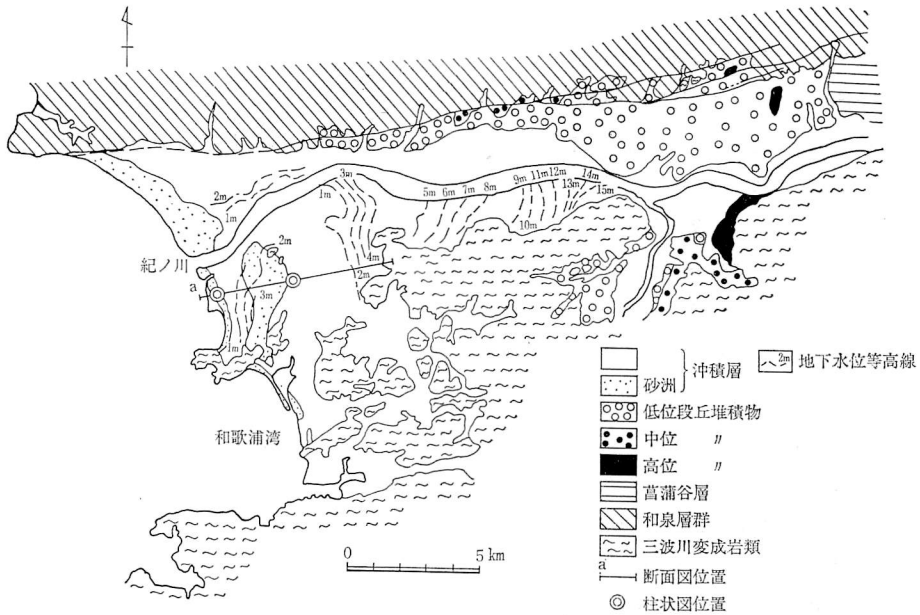 3m
1m
2m
1m
5m 6m 7m 8m
9m 11m 12m 14m
13m 15m
10m
紀ノ川
2m
4m
2m
a
3m
1m
和歌浦湾
0 5 km
沖積層
砂洲
2m 地下水位等高線
低位段丘堆積物
中位 〃
高位 〃
菖蒲谷層
和泉層群
三波川変成岩類
a
断面図位置
柱状図位置